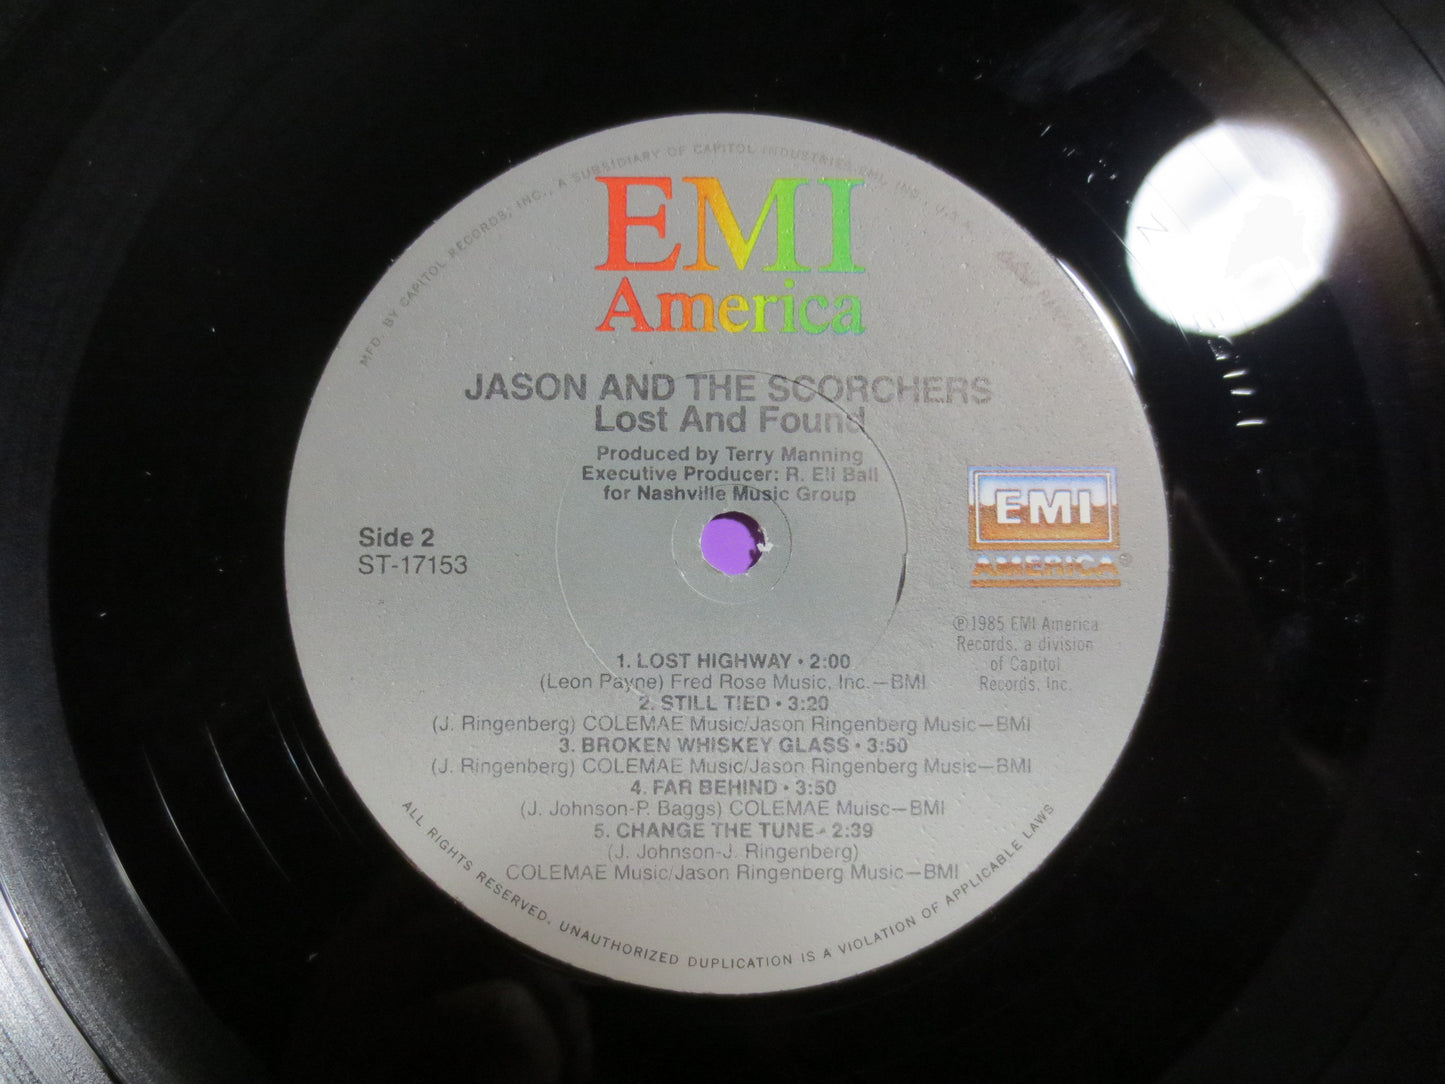 MFD BY CAPITOL RECORDS, INC., A SUBSIDIARY OF CAPITOL INDUSTRIES-EMI, INC., U.S.A.
EMI
America
JASON AND THE SCORCHERS
Lost And Found
Produced by Terry Manning
Executive Producer: R. Eli Ball
for Nashville Music Group
Side 2
ST-17153
EMI
AMERICA®
℗1985 EMI America
Records, a division
of Capitol
Records, Inc.
1. LOST HIGHWAY • 2:00
(Leon Payne) Fred Rose Music, Inc.—BMI
2. STILL TIED • 3:20
(J. Ringenberg) COLEMAE Music/Jason Ringenberg Music—BMI
3. BROKEN WHISKEY GLASS • 3:50
(J. Ringenberg) COLEMAE Music/Jason Ringenberg Music—BMI
4. FAR BEHIND • 3:50
(J. Johnson-P. Baggs) COLEMAE Muisc—BMI
5. CHANGE THE TUNE • 2:39
(J. Johnson-J. Ringenberg)
COLEMAE Music/Jason Ringenberg Music—BMI
ALL RIGHTS RESERVED. UNAUTHORIZED DUPLICATION IS A VIOLATION OF APPLICABLE LAWS